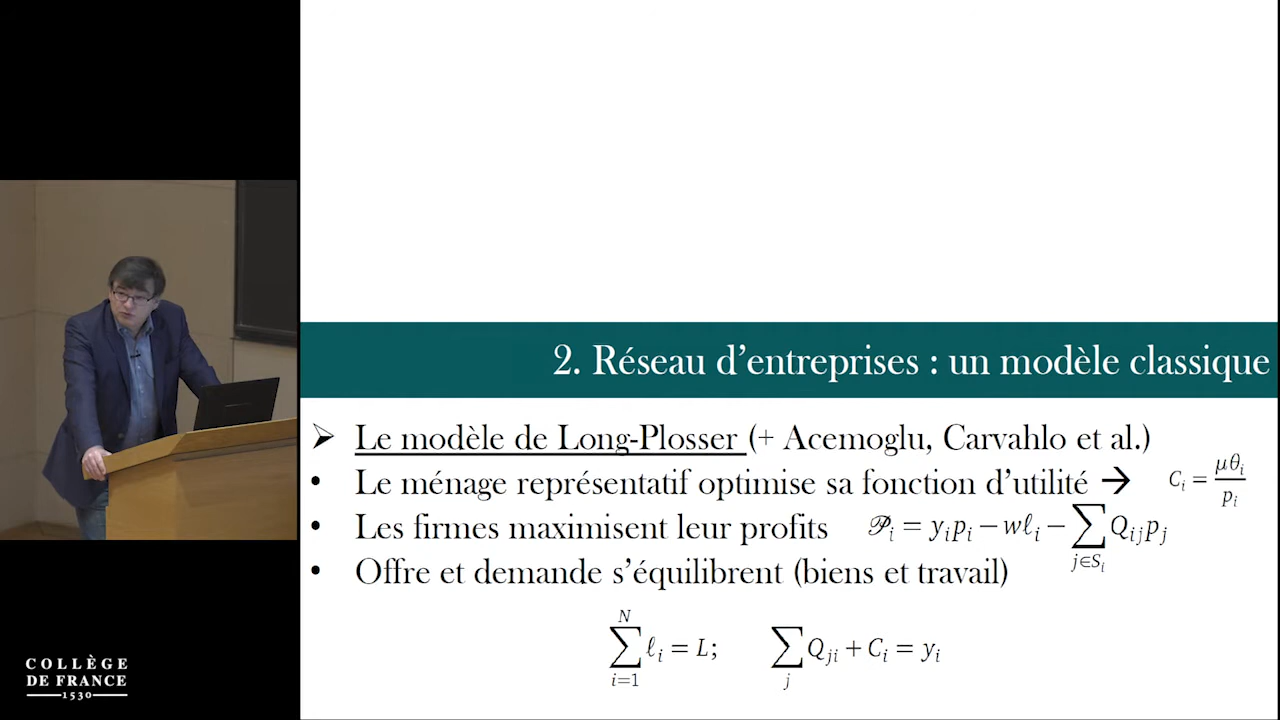 2. Réseau d'entreprises : un modèle classique
➢ Le modèle de Long-Plosser (+ Acemoglu, Carvahlo et al.)
• Le ménage représentatif optimise sa fonction d'utilité → C_i = μθ_i / p_i
• Les firmes maximisent leur profits 𝒫_i = y_i p_i − wℓ_i − ∑_{j∈S_i} Q_{ij} p_j
• Offre et demande s'équilibrent (biens et travail)
∑_{i=1}^{N} ℓ_i = L; ∑_j Q_{ji} + C_i = y_i
COLLÈGE
DE FRANCE
1530